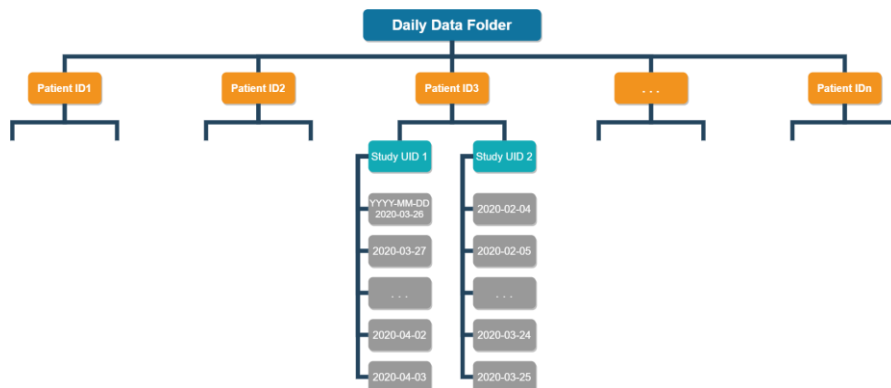 Daily Data Folder
Patient ID1
Patient ID2
Patient ID3
. . .
Patient IDn
Study UID 1
Study UID 2
YYYY-MM-DD
2020-03-26
2020-02-04
2020-03-27
2020-02-05
. . .
. . .
2020-04-02
2020-03-24
2020-04-03
2020-03-25